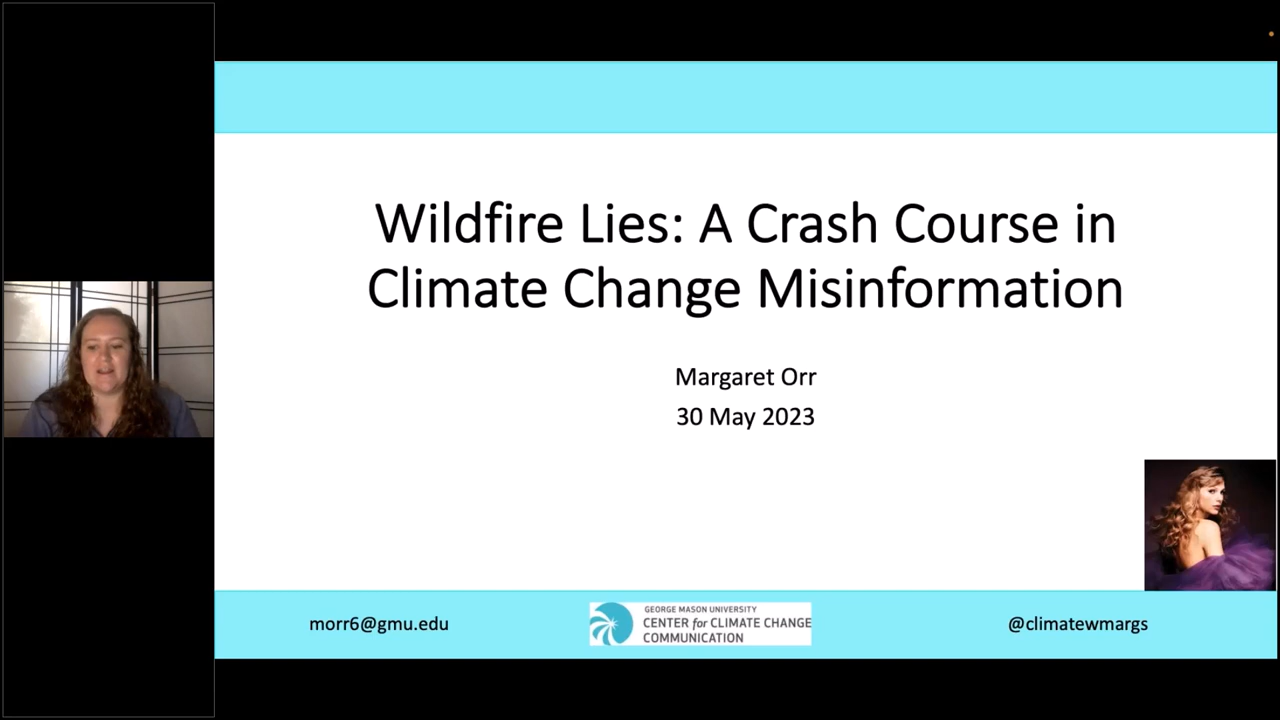 Wildfire Lies: A Crash Course in
Climate Change Misinformation
Margaret Orr
30 May 2023
morr6@gmu.edu
GEORGE MASON UNIVERSITY
CENTER for CLIMATE CHANGE
COMMUNICATION
@climatewmargs